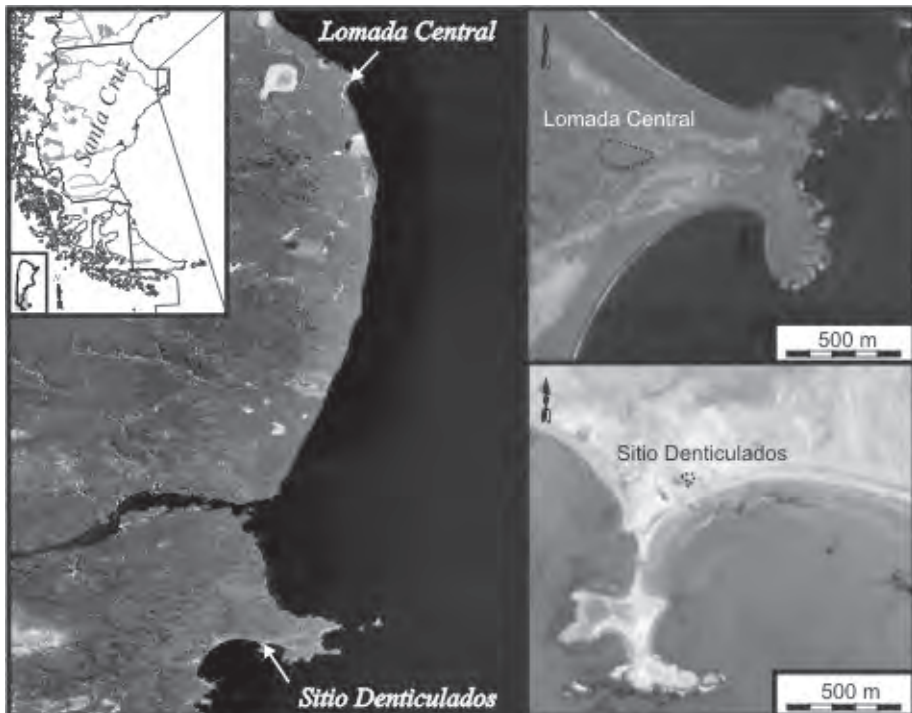 Lomada Central
Santa Cruz
N
Sitio Denticulados
Lomada Central
500 m
Sitio Denticulados
500 m